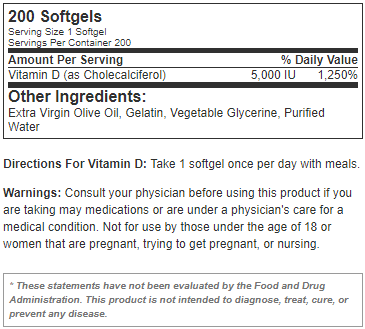 200 Softgels
Serving Size 1 Softgel
Servings Per Container 200
Amount Per Serving % Daily Value
Vitamin D (as Cholecalciferol) 5,000 IU 1,250%
Other Ingredients:
Extra Virgin Olive Oil, Gelatin, Vegetable Glycerine, Purified
Water
Directions For Vitamin D: Take 1 softgel once per day with meals.
Warnings: Consult your physician before using this product if you
are taking may medications or are under a physician's care for a
medical condition. Not for use by those under the age of 18 or
women that are pregnant, trying to get pregnant, or nursing.
* These statements have not been evaluated by the Food and Drug
Administration. This product is not intended to diagnose, treat, cure, or
prevent any disease.